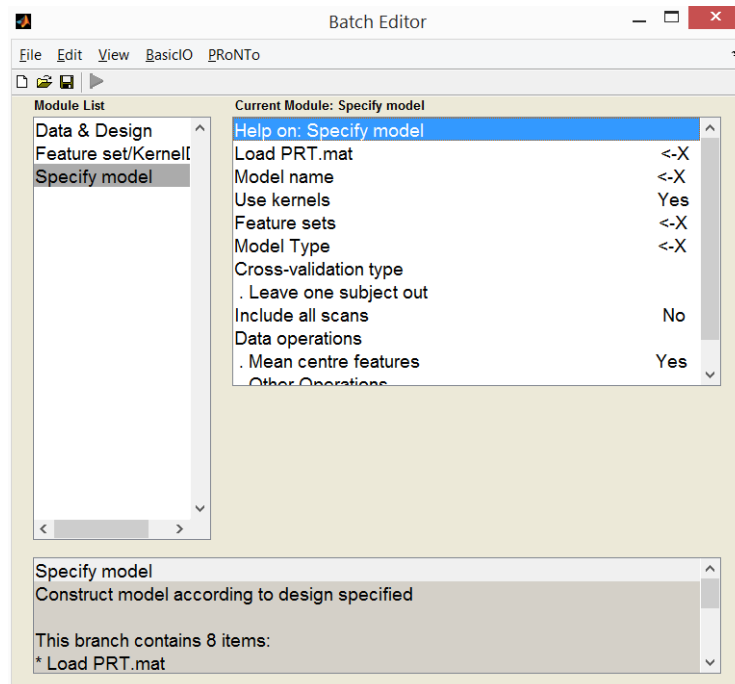 Batch Editor
File Edit View BasicIO PRoNTo
Module List
Data & Design
Feature set/Kernel
Specify model
Current Module: Specify model
Help on: Specify model
Load PRT.mat <-X
Model name <-X
Use kernels Yes
Feature sets <-X
Model Type <-X
Cross-validation type
. Leave one subject out
Include all scans No
Data operations
. Mean centre features Yes
Other Operations
Specify model
Construct model according to design specified
This branch contains 8 items:
* Load PRT.mat